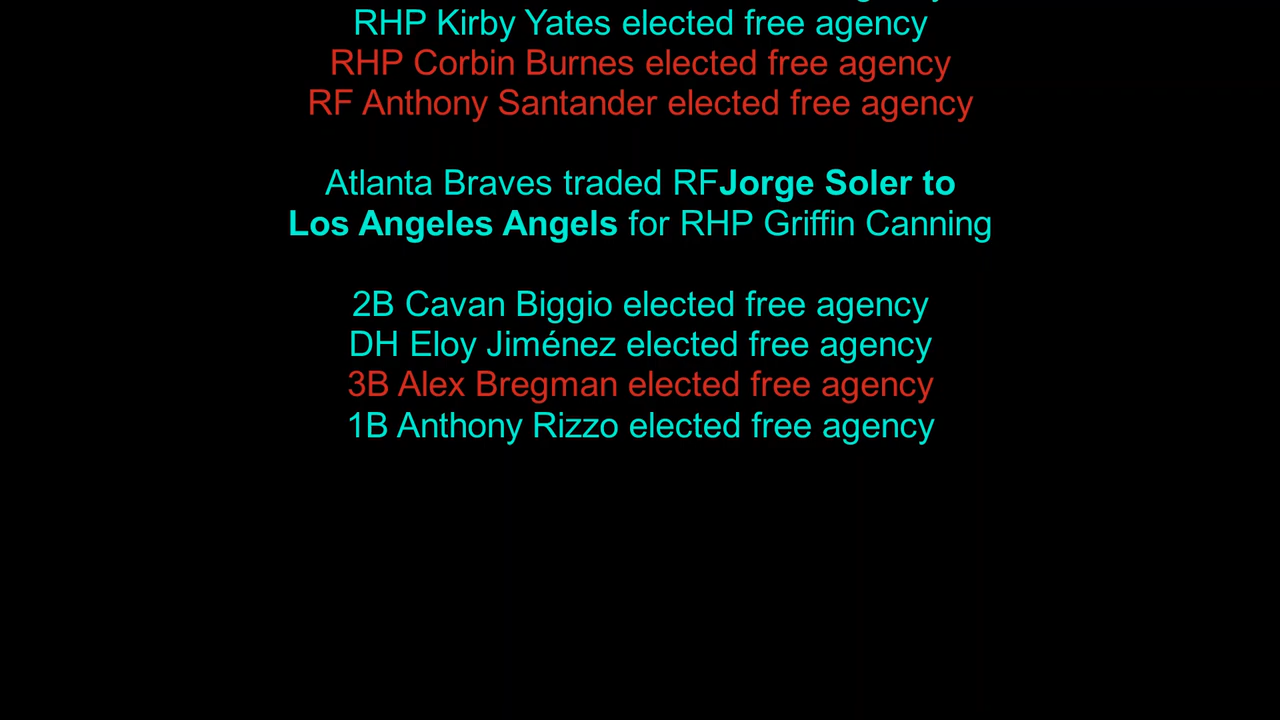 RHP Kirby Yates elected free agency
RHP Corbin Burnes elected free agency
RF Anthony Santander elected free agency
Atlanta Braves traded RFJorge Soler to
Los Angeles Angels for RHP Griffin Canning
2B Cavan Biggio elected free agency
DH Eloy Jiménez elected free agency
3B Alex Bregman elected free agency
1B Anthony Rizzo elected free agency